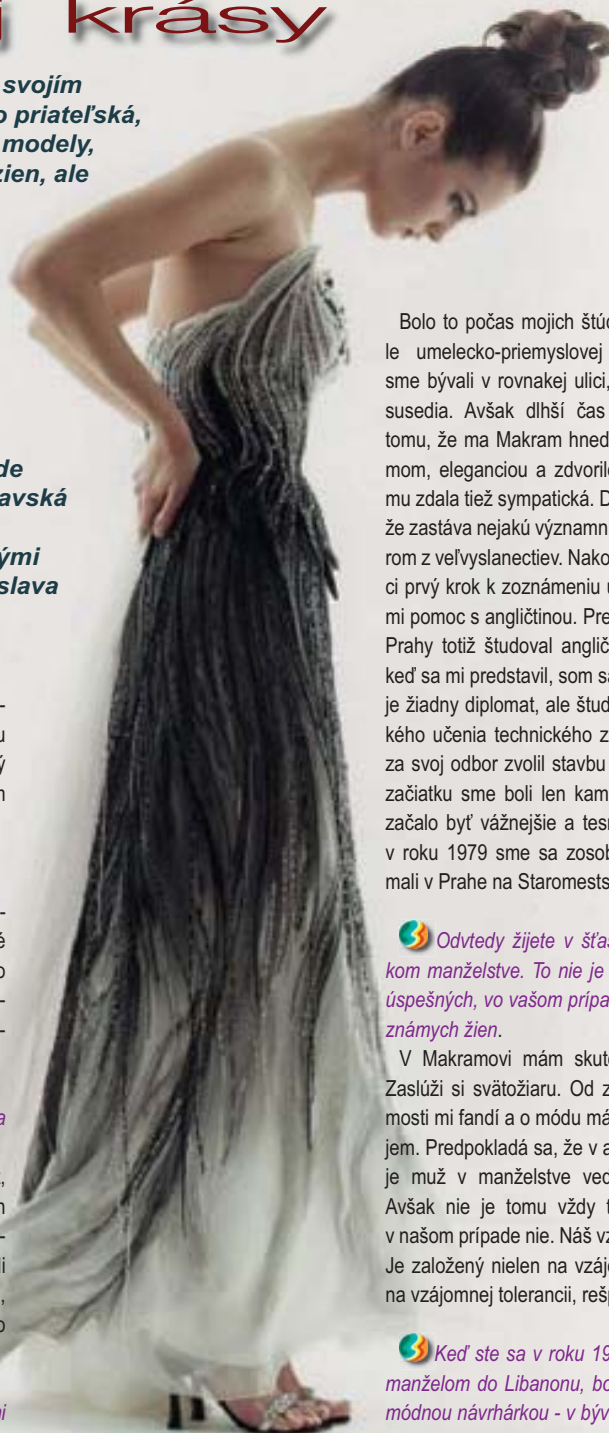 j krásy
svojím
o priateľská,
modely,
zien, ale
de
avská
ými
slava
-
u
ý
m
-
é
o
-
-
a
,
n
-
li
,
o
mi
Bolo to počas mojich štúd
le umelecko-priemyslovej
sme bývali v rovnakej ulici,
susedia. Avšak dlhší čas
tomu, že ma Makram hneď
mom, eleganciou a zdvoril
mu zdala tiež sympatická. D
že zastáva nejakú významn
rom z veľvyslanectiev. Nako
ci prvý krok k zoznámeniu u
mi pomoc s angličtinou. Pre
Prahy totiž študoval anglič
keď sa mi predstavil, som sa
je žiadny diplomat, ale štud
kého učenia technického z
za svoj odbor zvolil stavbu
začiatku sme boli len kam
začalo byť vážnejšie a tesn
v roku 1979 sme sa zosob
mali v Prahe na Staromests
Odvtedy žijete v šťas
kom manželstve. To nie je
úspešných, vo vašom prípa
známych žien.
V Makramovi mám skuto
Zaslúži si svätožiaru. Od z
mosti mi fandí a o módu má
jem. Predpokladá sa, že v a
je muž v manželstve ved
Avšak nie je tomu vždy t
v našom prípade nie. Náš vz
Je založený nielen na vzáj
na vzájomnej tolerancii, rešp
Keď ste sa v roku 19
manželom do Libanonu, bo
módnou návrhárkou - v býv